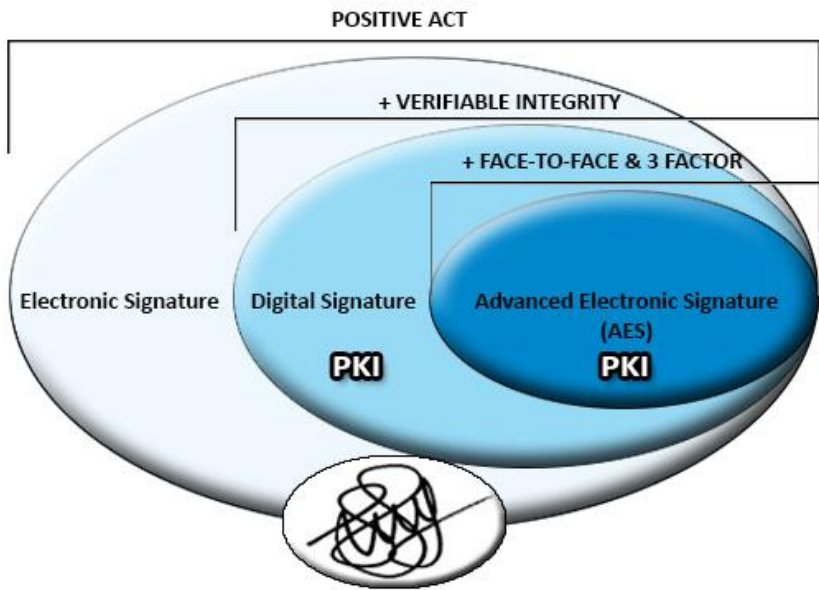 POSITIVE ACT
+ VERIFIABLE INTEGRITY
+ FACE-TO-FACE & 3 FACTOR
Electronic Signature
Digital Signature
Advanced Electronic Signature
(AES)
PKI
PKI